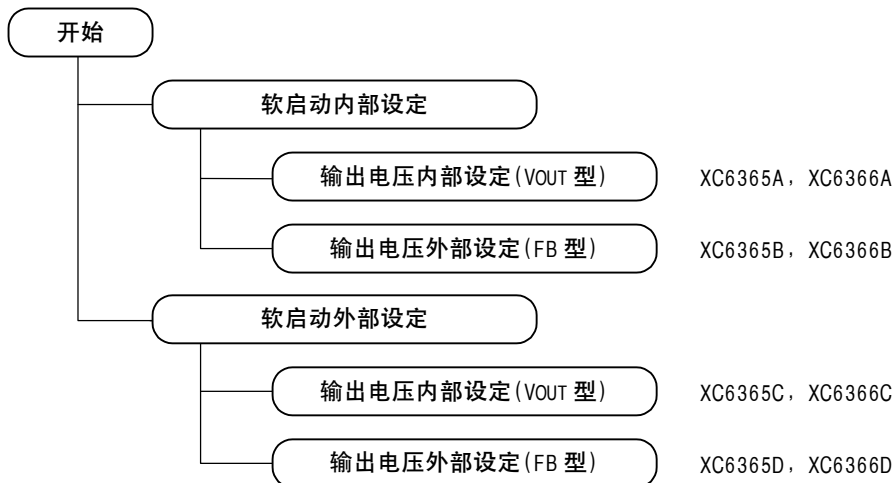 开始
软启动内部设定
输出电压内部设定(VOUT 型) XC6365A，XC6366A
输出电压外部设定(FB 型) XC6365B，XC6366B
软启动外部设定
输出电压内部设定(VOUT 型) XC6365C，XC6366C
输出电压外部设定(FB 型) XC6365D，XC6366D